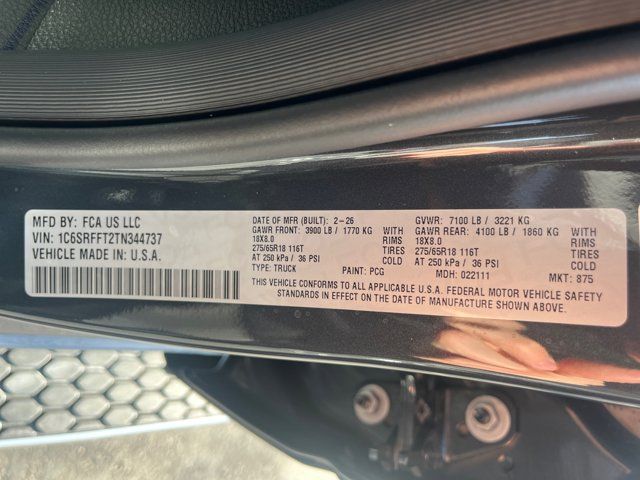 MFD BY: FCA US LLC
VIN: 1C6SRFFT2TN344737
VEHICLE MADE IN: U.S.A.
DATE OF MFR (BUILT): 2-26 GVWR: 7100 LB / 3221 KG
GAWR FRONT: 3900 LB / 1770 KG WITH GAWR REAR: 4100 LB / 1860 KG WITH
18X8.0 RIMS 18X8.0 RIMS
275/65R18 116T TIRES 275/65R18 116T TIRES
AT 250 kPa / 36 PSI COLD AT 250 kPa / 36 PSI COLD
TYPE: TRUCK PAINT: PCG MDH: 022111 MKT: 875
THIS VEHICLE CONFORMS TO ALL APPLICABLE U.S.A. FEDERAL MOTOR VEHICLE SAFETY
STANDARDS IN EFFECT ON THE DATE OF MANUFACTURE SHOWN ABOVE.